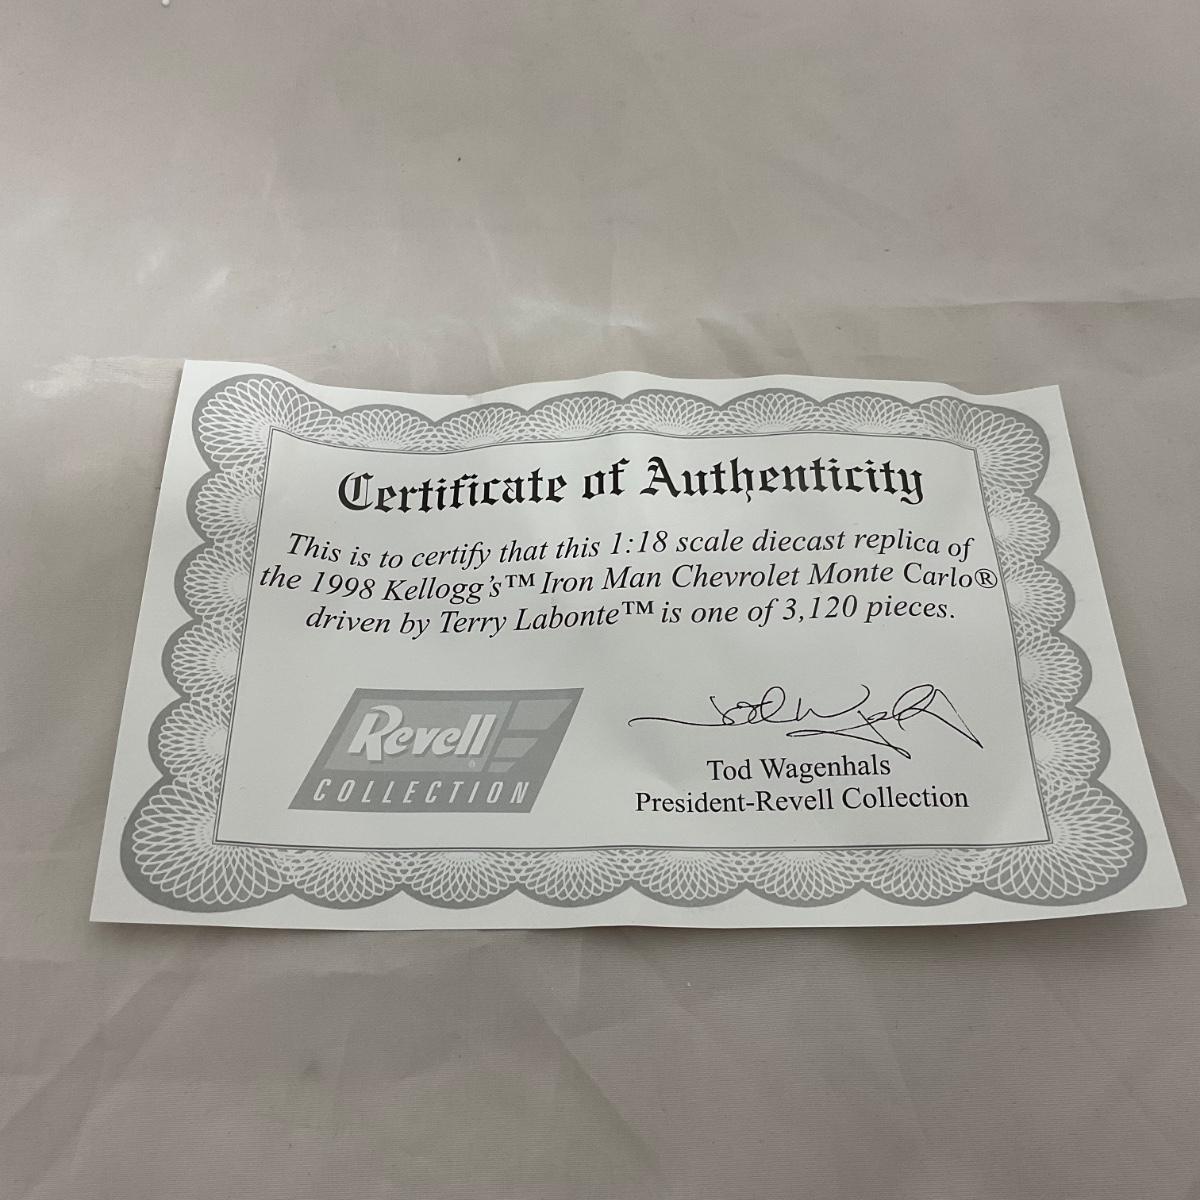 Certificate of Authenticity
This is to certify that this 1:18 scale diecast replica of
the 1998 Kellogg's™ Iron Man Chevrolet Monte Carlo®
driven by Terry Labonte™ is one of 3,120 pieces.
Revell®
COLLECTION
Tod Wagenhals
President-Revell Collection